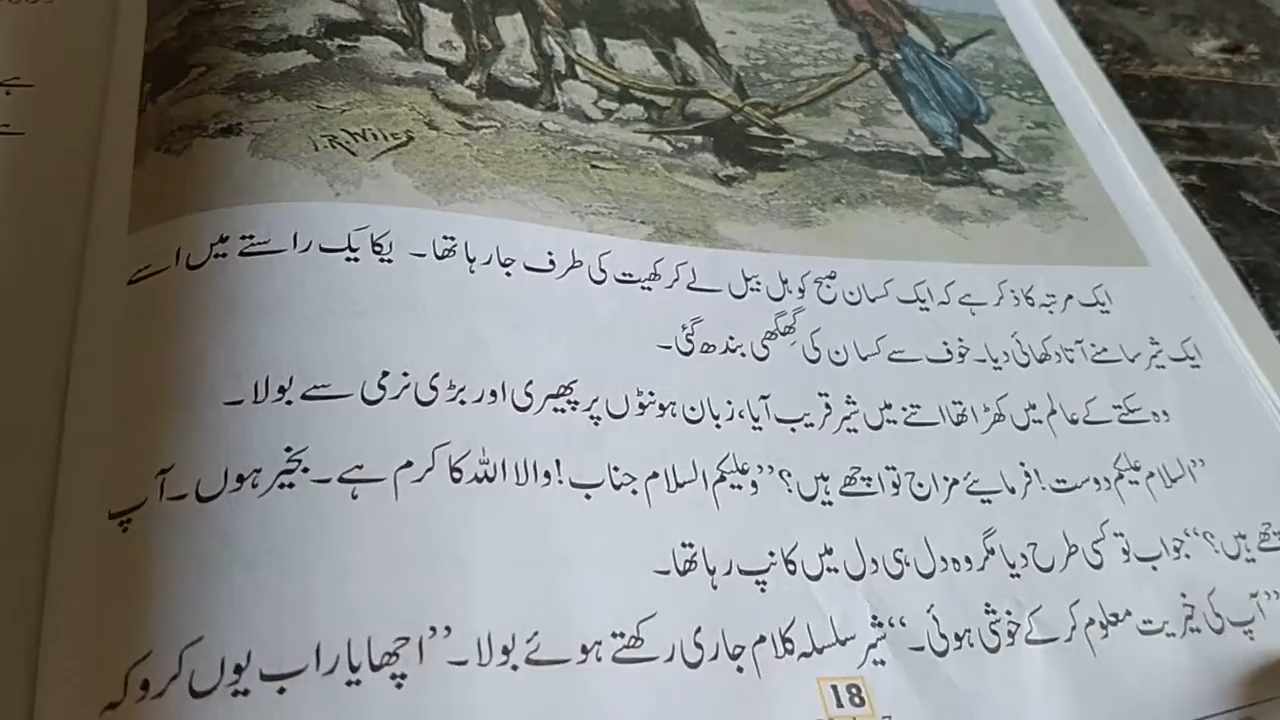 J.R.Wiles
ایک مرتبہ کا ذکر ہے کہ ایک کسان صبح کو ہل بیل لے کر کھیت کی طرف جا رہا تھا۔ یکا یَک راستے میں اسے
ایک شیر سامنے آتا دکھائی دیا۔ خوف سے کسان کی گِھگّھی بندھ گئی۔
وہ سکتے کے عالم میں کھڑا تھا اتنے میں شیر قریب آیا، زبان ہونٹوں پر پھیری اور بڑی نرمی سے بولا۔
”السلام علیکم دوست! فرمایئے مزاج تو اچھے ہیں؟“ ”وعلیکم السلام جناب! والا اللہ کا کرم ہے۔ بخیر ہوں۔ آپ
چھے ہیں؟“ جواب تو کسی طرح دیا مگر وہ دل ہی دل میں کانپ رہا تھا۔
”آپ کی خیریت معلوم کر کے خوشی ہوئی۔“ شیر سلسلہ کلام جاری رکھتے ہوئے بولا۔ ”اچھا یار اب یوں کرو کہ
18